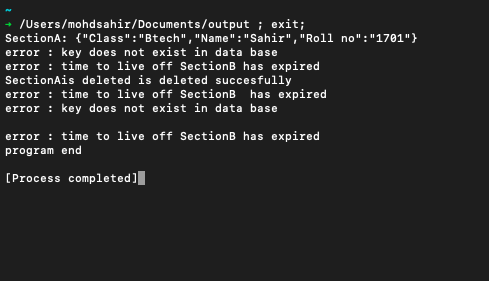 ~
→ /Users/mohdsahir/Documents/output ; exit;
SectionA: {"Class":"Btech","Name":"Sahir","Roll no":"1701"}
error : key does not exist in data base
error : time to live off SectionB has expired
SectionAis deleted is deleted succesfully
error : time to live off SectionB  has expired
error : key does not exist in data base
error : time to live off SectionB has expired
program end
[Process completed]